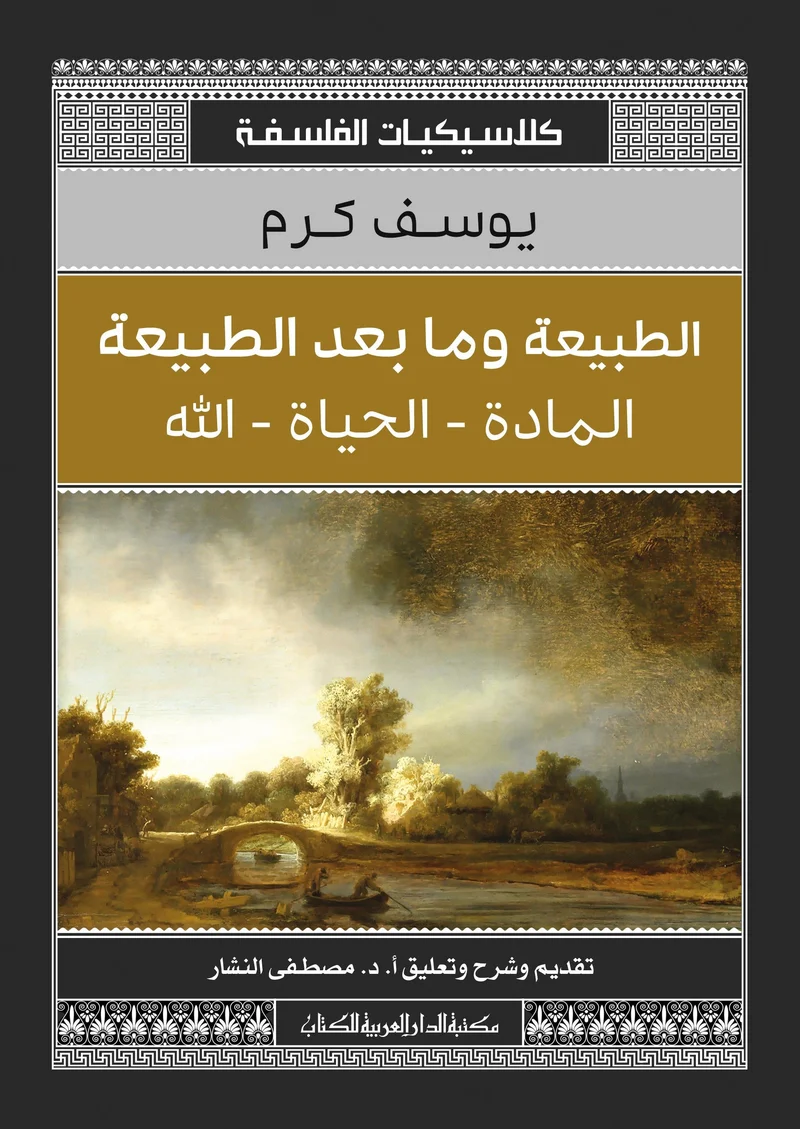 كلاسيكيات الفلسفة
يوسف كرم
الطبيعة وما بعد الطبيعة
المادة - الحياة - الله
تقديم وشرح وتعليق أ. د. مصطفى النشار
مكتبة الدار العربية للكتاب